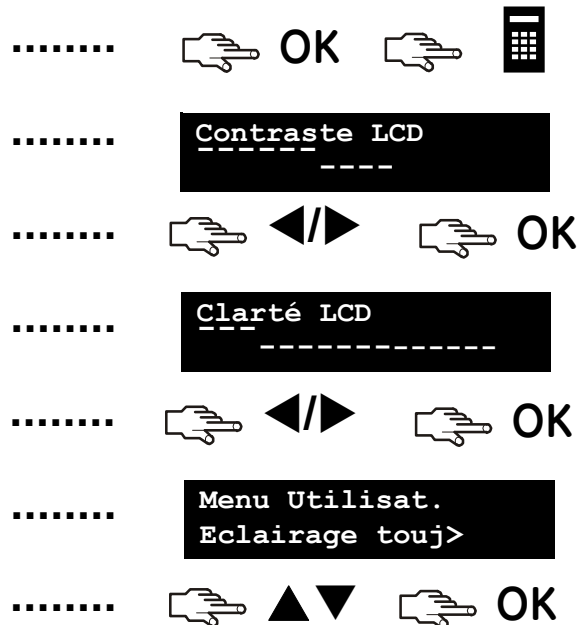 ........ OK
........ Contraste LCD
........ ◀/▶ OK
........ Clarté LCD
........ ◀/▶ OK
........ Menu Utilisat.
Eclairage touj>
........ ▲▼ OK